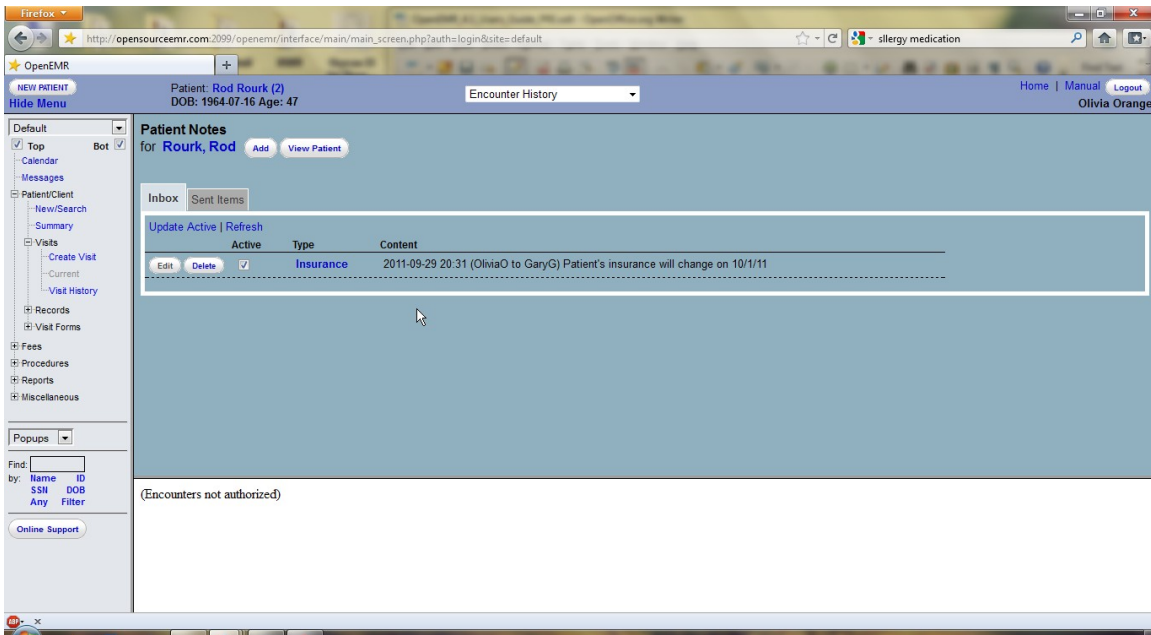 Firefox
http://opensourceemr.com:2099/openemr/interface/main/main_screen.php?auth=login&site=default
sllergy medication
OpenEMR
NEW PATIENT
Hide Menu
Patient: Rod Rourk (2)
DOB: 1964-07-16 Age: 47
Encounter History
Home | Manual Logout
Olivia Orange
Default
Top Bot
Calendar
Messages
Patient/Client
New/Search
Summary
Visits
Create Visit
Current
Visit History
Records
Visit Forms
Fees
Procedures
Reports
Miscellaneous
Popups
Find:
by: Name ID
SSN DOB
Any Filter
Online Support
Patient Notes
for Rourk, Rod Add View Patient
Inbox Sent Items
Update Active | Refresh
Active Type Content
Edit Delete Insurance 2011-09-29 20:31 (OliviaO to GaryG) Patient's insurance will change on 10/1/11
(Encounters not authorized)
ABP